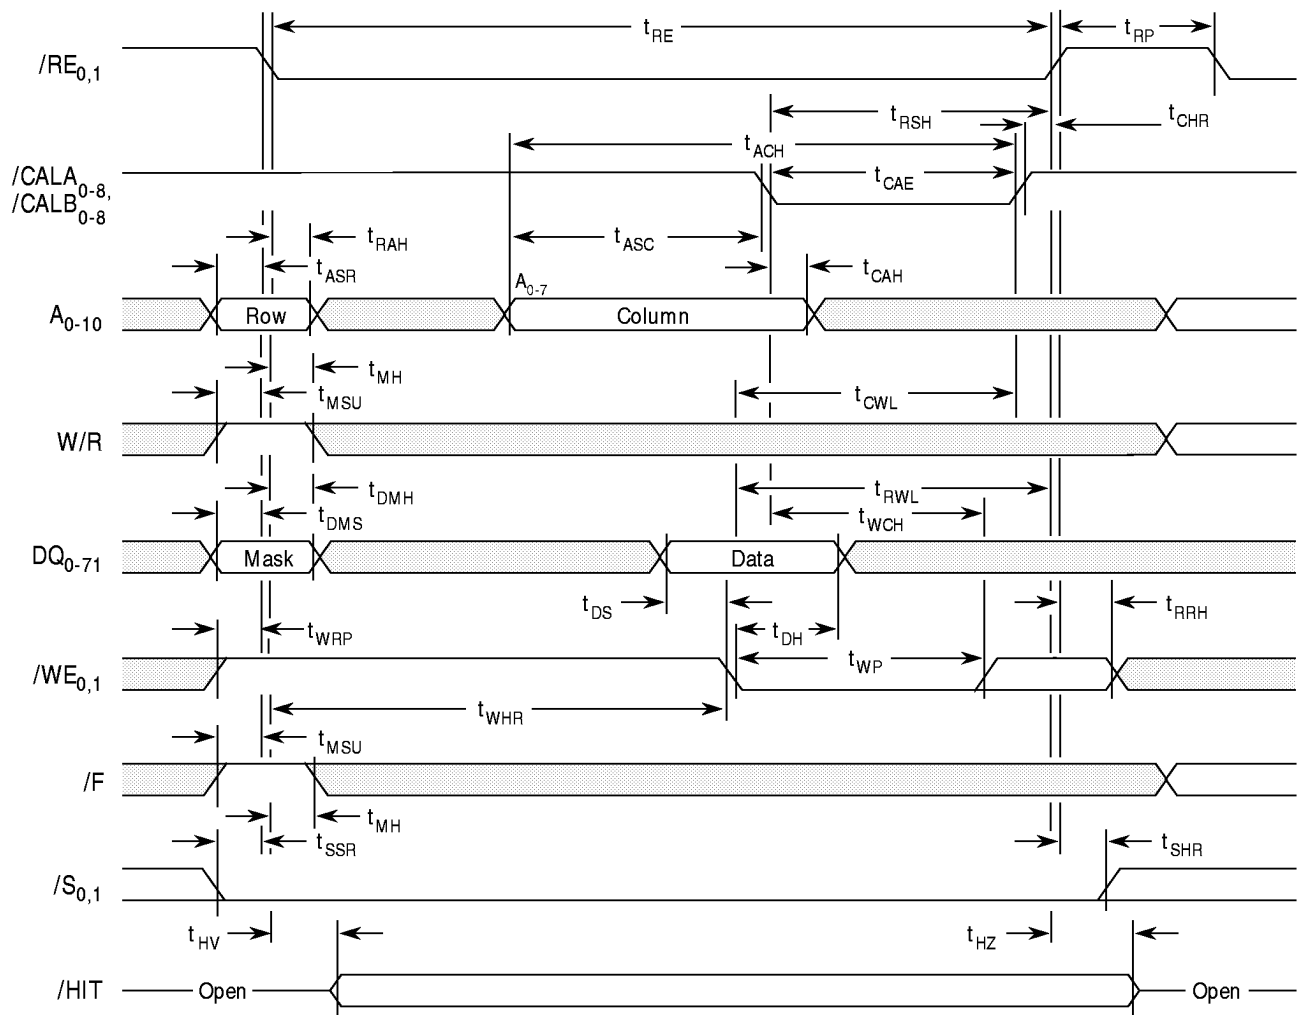 tRE
tRP
/RE0,1
tRSH
tCHR
tACH
/CALA0-8,
/CALB0-8
tCAE
tRAH
tASC
tASR
tCAH
A0-7
A0-10
Row
Column
tMH
tMSU
tCWL
W/R
tDMH
tRWL
tDMS
tWCH
DQ0-71
Mask
Data
tDS
tRRH
tWRP
tDH
/WE0,1
tWP
tWHR
tMSU
/F
tMH
tSSR
tSHR
/S0,1
tHV
tHZ
/HIT
Open
Open